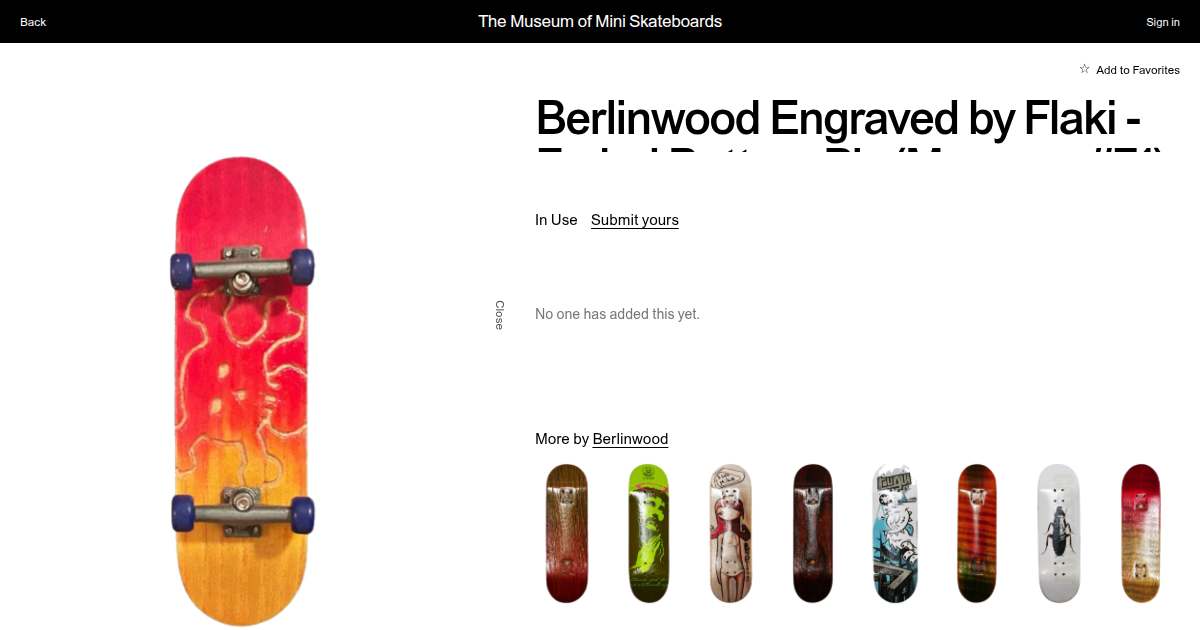 Back
The Museum of Mini Skateboards
Sign in
☆ Add to Favorites
Berlinwood Engraved by Flaki -
In Use Submit yours
Close
No one has added this yet.
More by Berlinwood